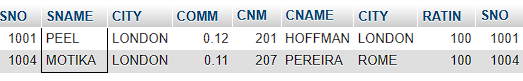 SNO SNAME CITY COMM CNM CNAME CITY RATIN SNO
1001 PEEL LONDON 0.12 201 HOFFMAN LONDON 100 1001
1004 MOTIKA LONDON 0.11 207 PEREIRA ROME 100 1004